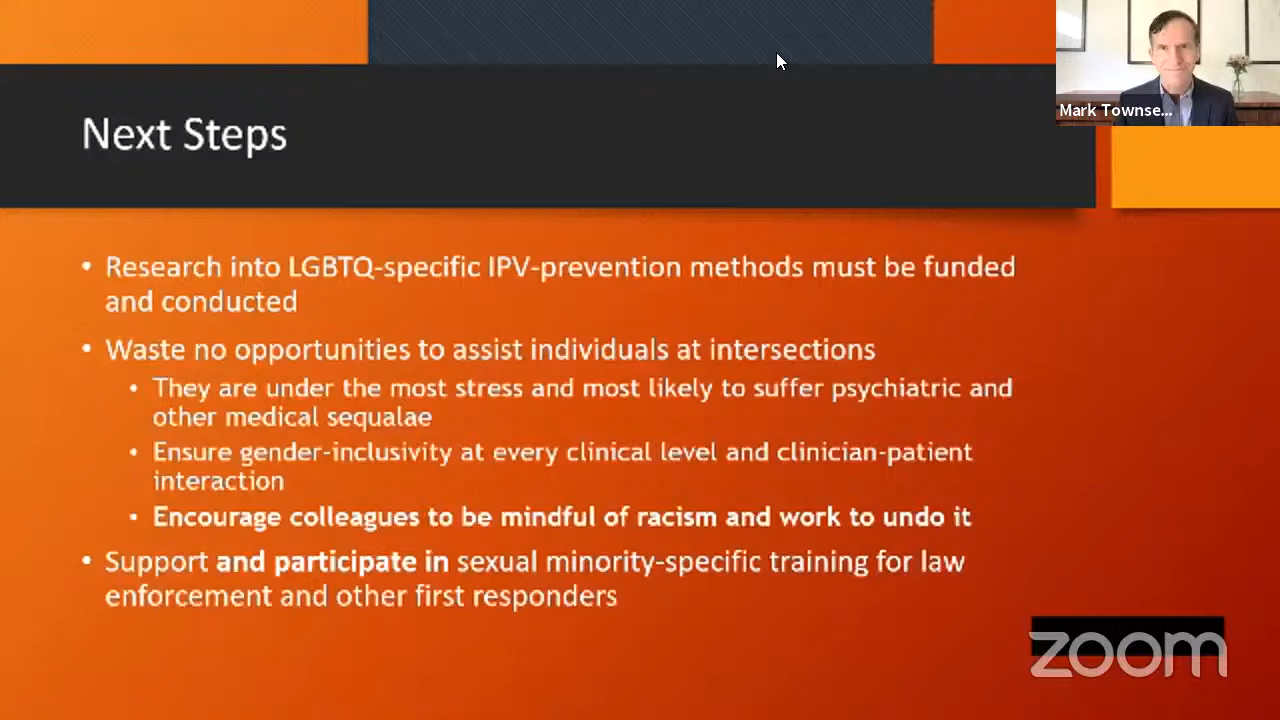 Mark Townse...
Next Steps
• Research into LGBTQ-specific IPV-prevention methods must be funded
and conducted
• Waste no opportunities to assist individuals at intersections
• They are under the most stress and most likely to suffer psychiatric and
other medical sequalae
• Ensure gender-inclusivity at every clinical level and clinician-patient
interaction
• Encourage colleagues to be mindful of racism and work to undo it
• Support and participate in sexual minority-specific training for law
enforcement and other first responders
zoom